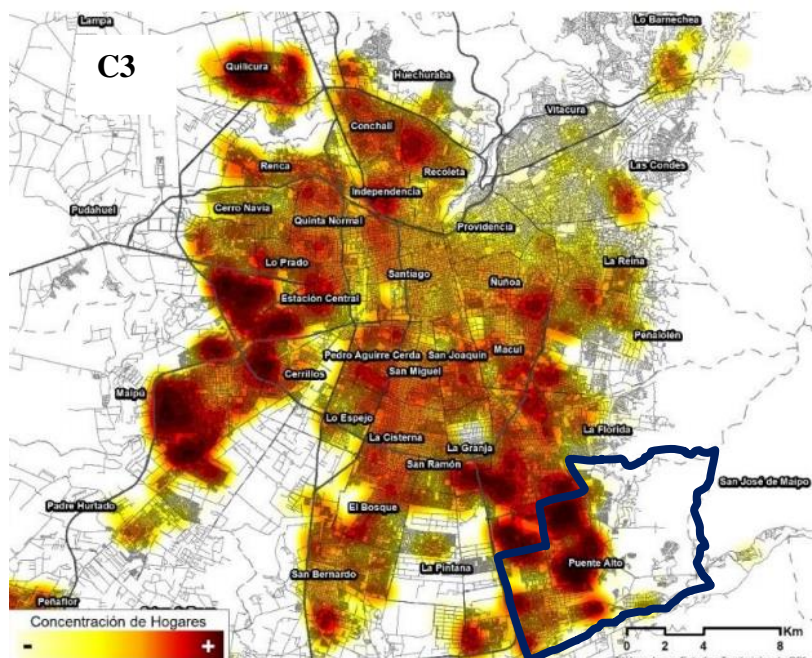 Lampa
Lo Barnechea
C3
Quilicura
Huechuraba
Vitacura
Conchalí
Recoleta
Renca
Las Condes
Independencia
Cerro Navia
Pudahuel
Quinta Normal
Providencia
Lo Prado
La Reina
Santiago
Ñuñoa
Estación Central
Peñalolén
Pedro Aguirre Cerda
San Joaquín
Macul
Cerrillos
San Miguel
Maipú
Lo Espejo
La Florida
La Cisterna
La Granja
San Ramón
San José de Maipo
Padre Hurtado
El Bosque
Puente Alto
La Pintana
San Bernardo
Peñaflor
Concentración de Hogares
- +
Km
0 2 4 8